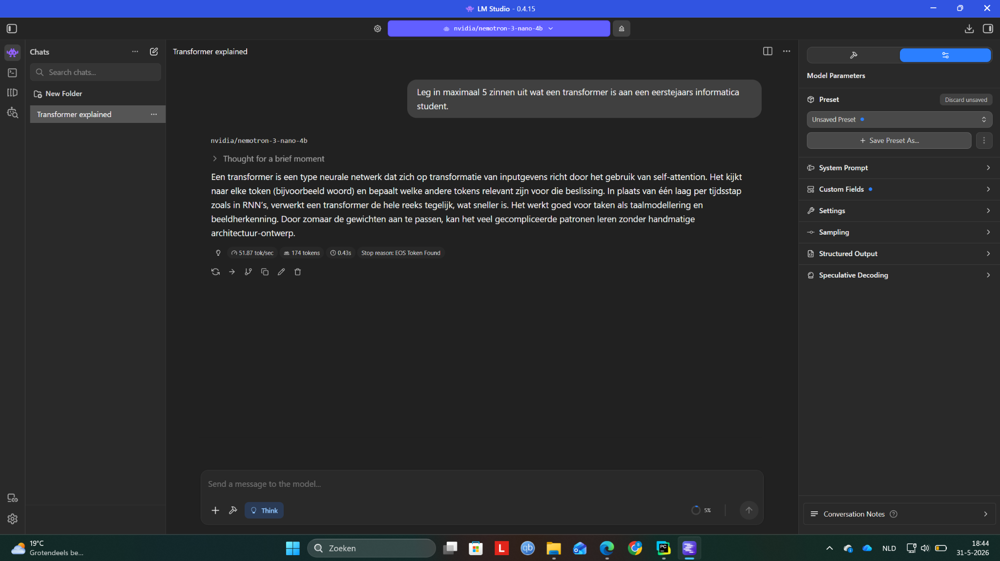 LM Studio - 0.4.15
nvidia/nemotron-3-nano-4b
Chats
Search chats...
New Folder
Transformer explained
Transformer explained
Leg in maximaal 5 zinnen uit wat een transformer is aan een eerstejaars informatica
student.
nvidia/nemotron-3-nano-4b
Thought for a brief moment
Een transformer is een type neurale netwerk dat zich op transformatie van inputgevens richt door het gebruik van self-attention. Het kijkt
naar elke token (bijvoorbeeld woord) en bepaalt welke andere tokens relevant zijn voor die beslissing. In plaats van één laag per tijdsstap
zoals in RNN's, verwerkt een transformer de hele reeks tegelijk, wat sneller is. Het werkt goed voor taken als taalmodellering en
beeldherkenning. Door zomaar de gewichten aan te passen, kan het veel gecompliceerde patronen leren zonder handmatige
architectuur-ontwerp.
51.87 tok/sec
174 tokens
0.43s
Stop reason: EOS Token Found
Send a message to the model...
Think
5%
Model Parameters
Preset
Discard unsaved
Unsaved Preset
+ Save Preset As...
System Prompt
Custom Fields
Settings
Sampling
Structured Output
Speculative Decoding
Conversation Notes
19°C
Grotendeels be...
Zoeken
L
qb
PC
B
NLD
18:44
31-5-2026